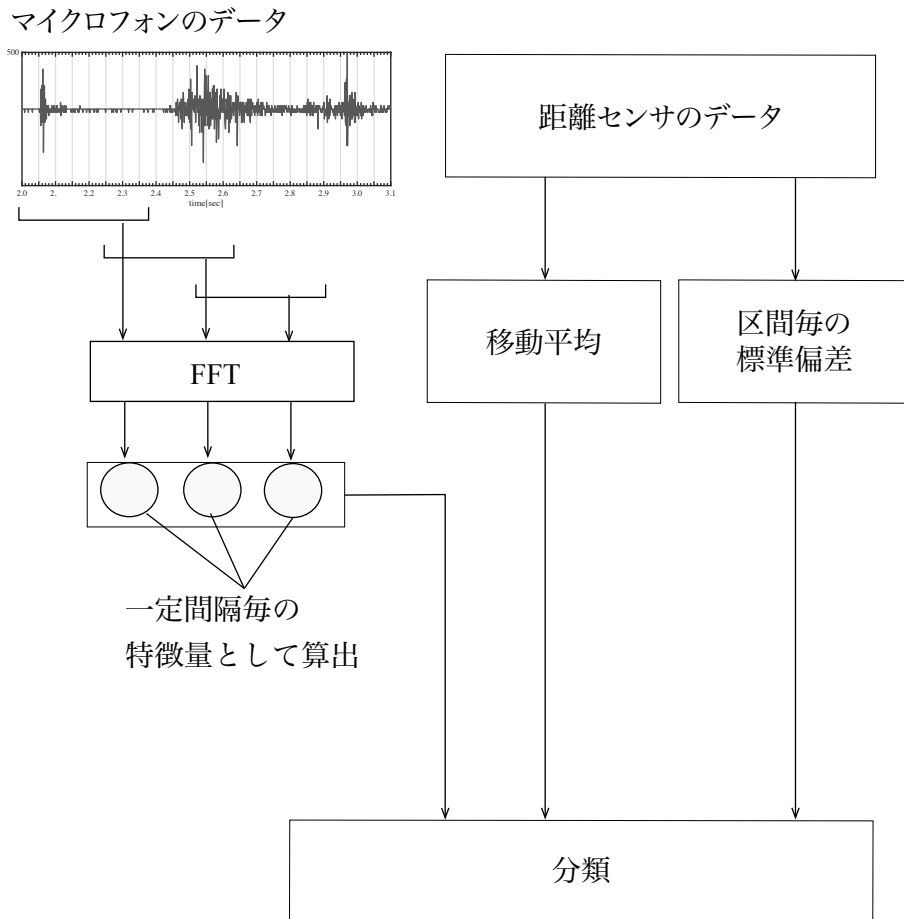 マイクロフォンのデータ
500
2.0 2. 2.2 2.3 2.4 2.5 2.6 2.7 2.8 2.9 3.0 3.1
time[sec]
距離センサのデータ
移動平均
区間毎の
標準偏差
FFT
一定間隔毎の
特徴量として算出
分類